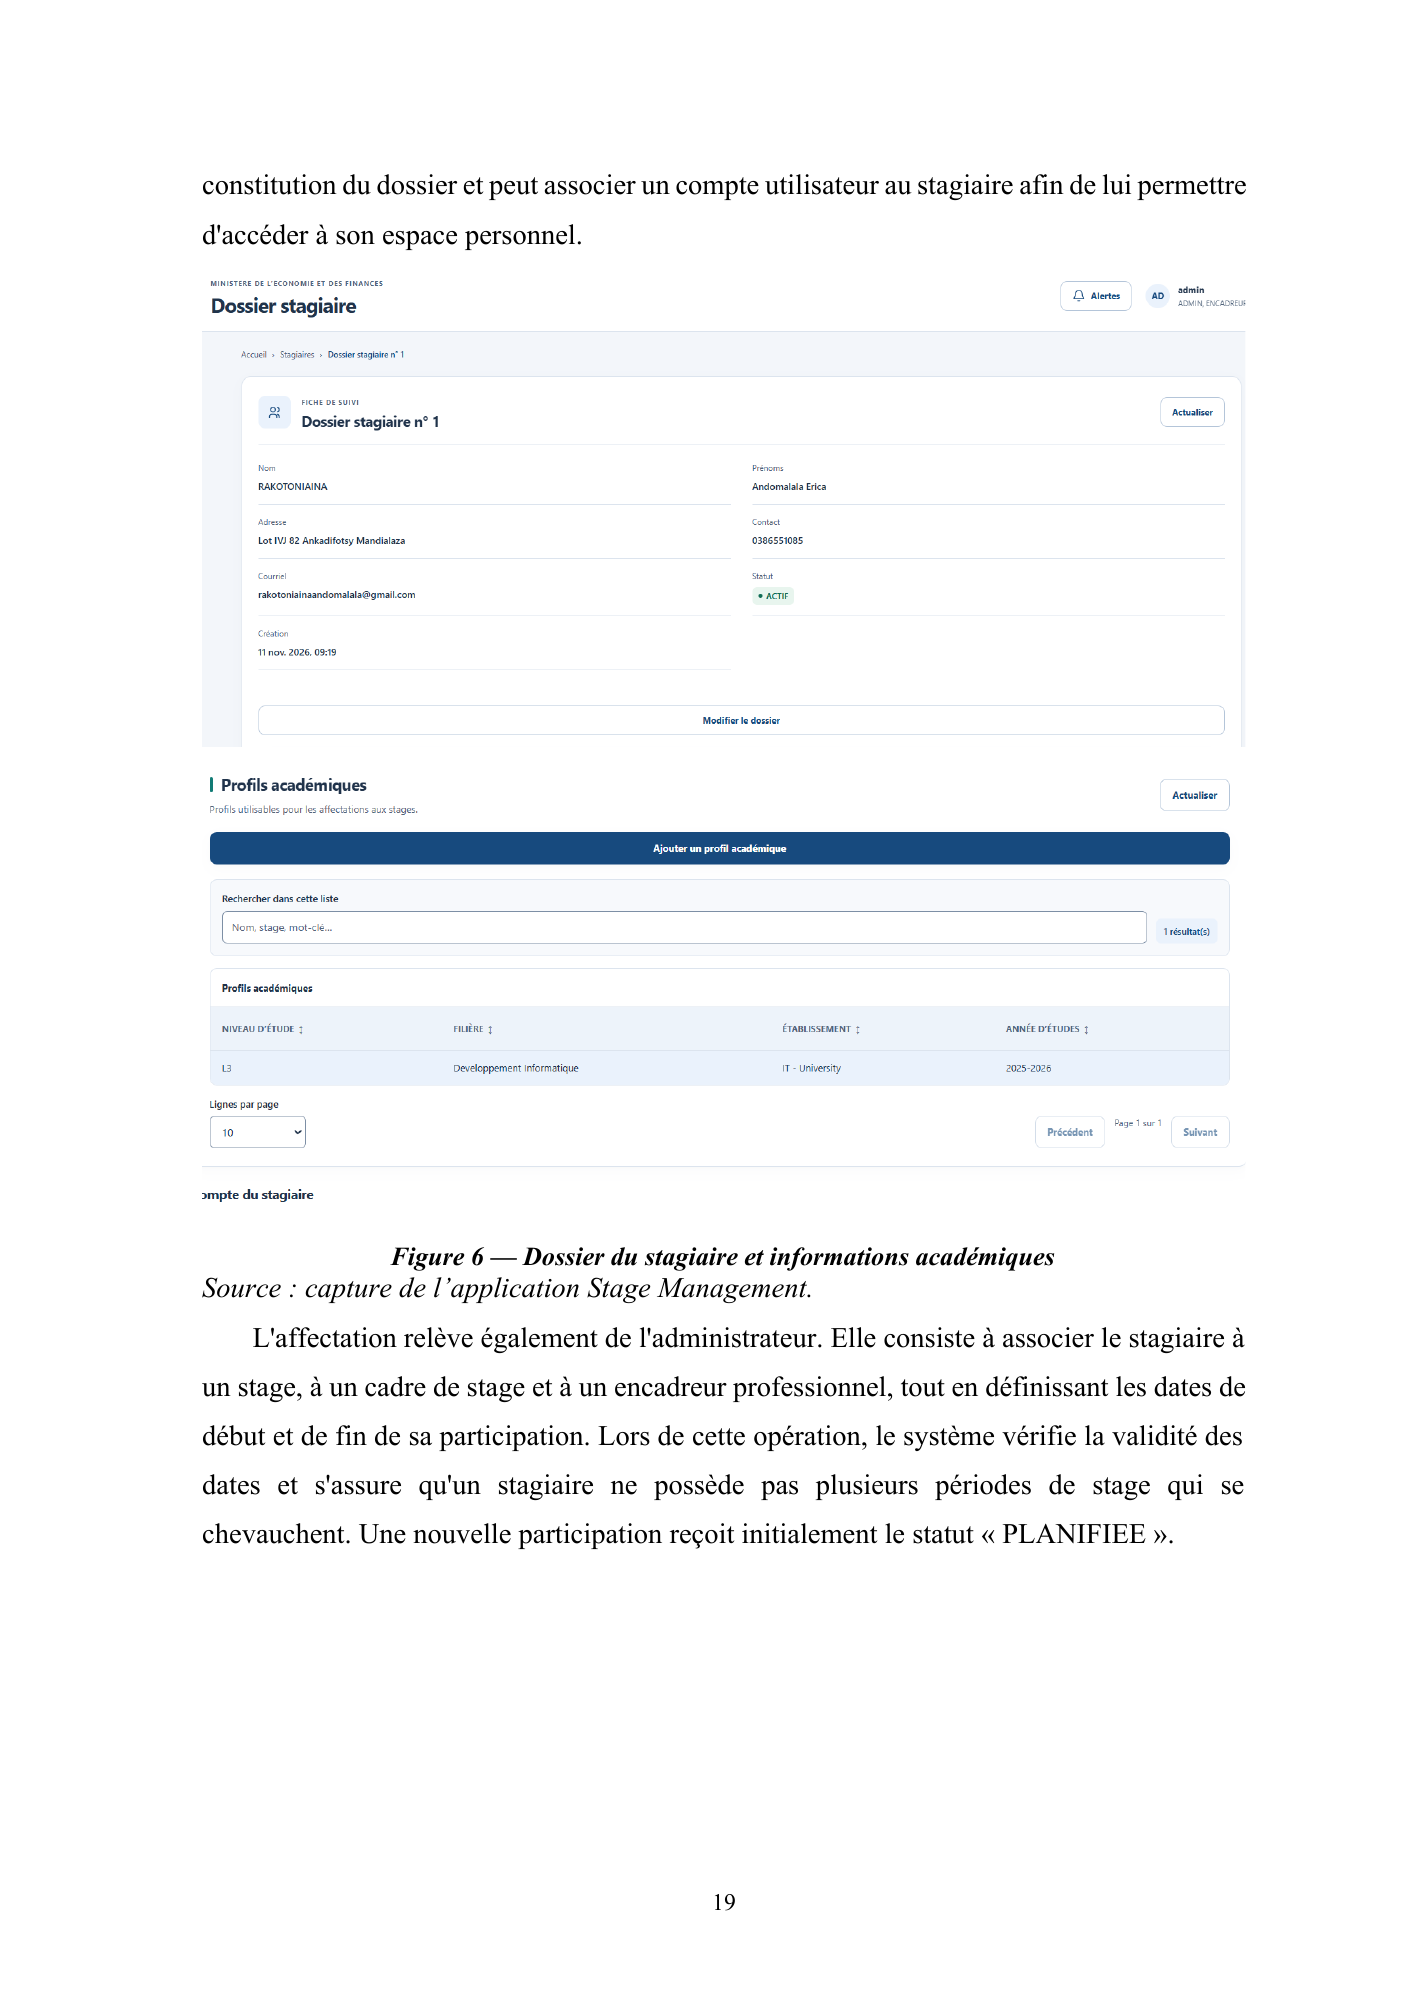 constitution du dossier et peut associer un compte utilisateur au stagiaire afin de lui permettre
d'accéder à son espace personnel.
MINISTERE DE L'ECONOMIE ET DES FINANCES
Dossier stagiaire
Alertes
AD
admin
ADMIN, ENCADREUR
Accueil › Stagiaires › Dossier stagiaire n° 1
FICHE DE SUIVI
Dossier stagiaire n° 1
Actualiser
Nom
RAKOTONIAINA
Prénoms
Andomalala Erica
Adresse
Lot IVJ 82 Ankadifotsy Mandialaza
Contact
0386551085
Courriel
rakotoniainaandomalala@gmail.com
Statut
ACTIF
Création
11 nov. 2026, 09:19
Modifier le dossier
Profils académiques
Profils utilisables pour les affectations aux stages.
Actualiser
Ajouter un profil académique
Rechercher dans cette liste
Nom, stage, mot-clé...
1 résultat(s)
Profils académiques
NIVEAU D'ÉTUDE ↕ FILIÈRE ↕ ÉTABLISSEMENT ↕ ANNÉE D'ÉTUDES ↕
L3 Developpement Informatique IT - University 2025-2026
Lignes par page
10
Précédent
Page 1 sur 1
Suivant
ompte du stagiaire
Figure 6 — Dossier du stagiaire et informations académiques
Source : capture de l’application Stage Management.
L'affectation relève également de l'administrateur. Elle consiste à associer le stagiaire à
un stage, à un cadre de stage et à un encadreur professionnel, tout en définissant les dates de
début et de fin de sa participation. Lors de cette opération, le système vérifie la validité des
dates et s'assure qu'un stagiaire ne possède pas plusieurs périodes de stage qui se
chevauchent. Une nouvelle participation reçoit initialement le statut « PLANIFIEE ».
19